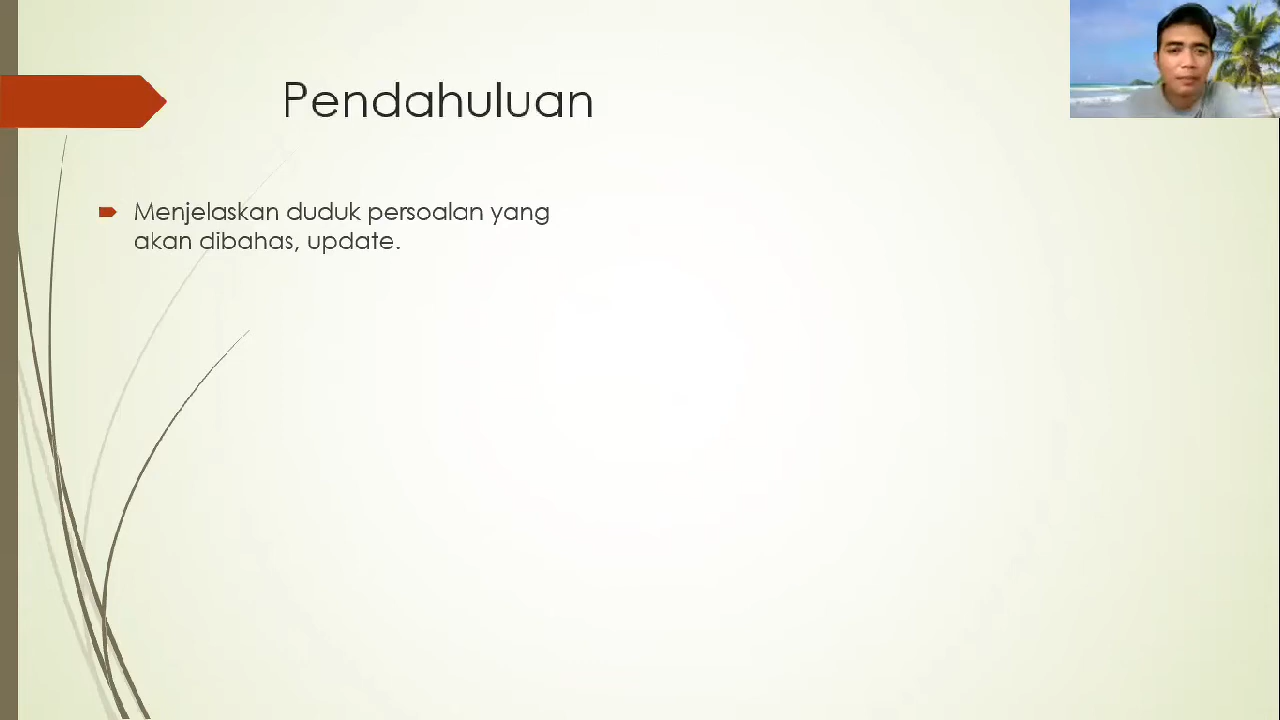 Pendahuluan
Menjelaskan duduk persoalan yang
akan dibahas, update.